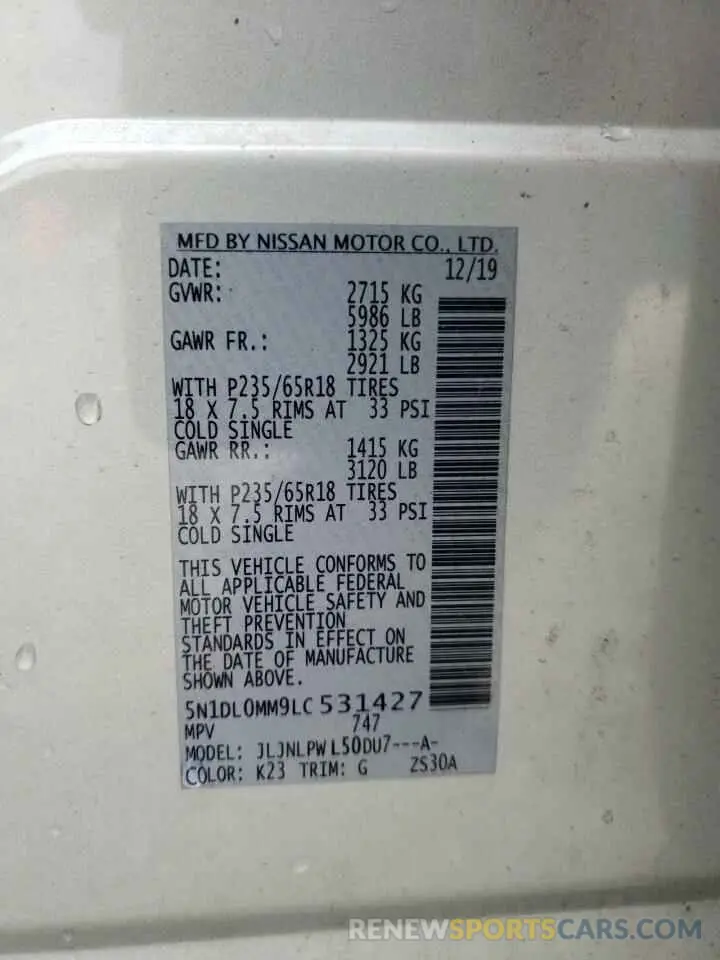 MFD BY NISSAN MOTOR CO., LTD.
DATE: 12/19
GVWR: 2715 KG
5986 LB
GAWR FR.: 1325 KG
2921 LB
WITH P235/65R18 TIRES
18 X 7.5 RIMS AT 33 PSI
COLD SINGLE
GAWR RR.: 1415 KG
3120 LB
WITH P235/65R18 TIRES
18 X 7.5 RIMS AT 33 PSI
COLD SINGLE
THIS VEHICLE CONFORMS TO
ALL APPLICABLE FEDERAL
MOTOR VEHICLE SAFETY AND
THEFT PREVENTION
STANDARDS IN EFFECT ON
THE DATE OF MANUFACTURE
SHOWN ABOVE.
5N1DL0MM9LC531427
MPV 747
MODEL: JLJNLPWL50DU7---A-
COLOR: K23 TRIM: G ZS30A
RENEWSPORTSCARS.COM